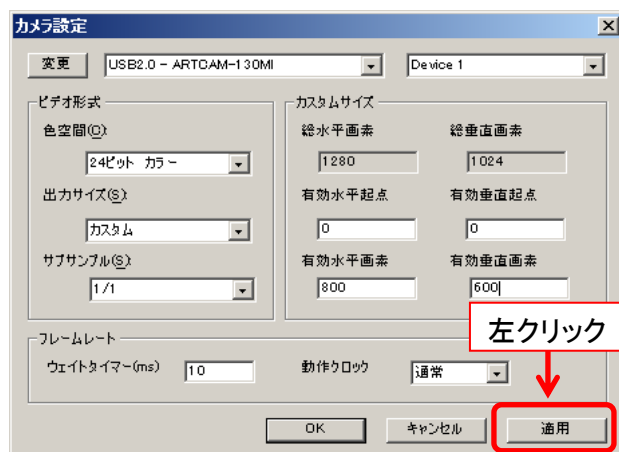 カメラ設定
変更 USB2.0 - ARTCAM-130MI Device 1
ビデオ形式
色空間(O):
24ビット カラー
出力サイズ(S):
カスタム
サブサンプル(S):
1/1
カスタムサイズ
総水平画素 総垂直画素
1280 1024
有効水平起点 有効垂直起点
0 0
有効水平画素 有効垂直画素
800 600
左クリック
フレームレート
ウェイトタイマー(ms) 10 動作クロック 通常
OK キャンセル 適用